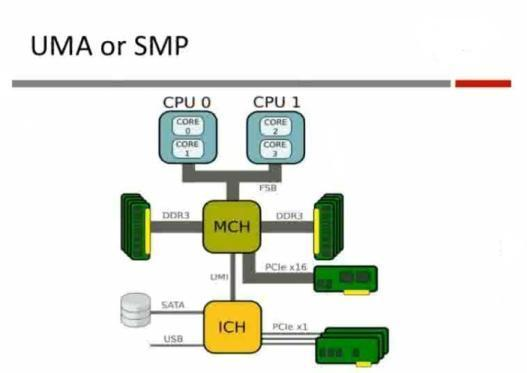 UMA or SMP
CPU 0
CPU 1
CORE
0
CORE
1
CORE
2
CORE
3
FSB
DDR3
MCH
DDR3
PCIe x16
DMI
SATA
ICH
PCIe x1
USB